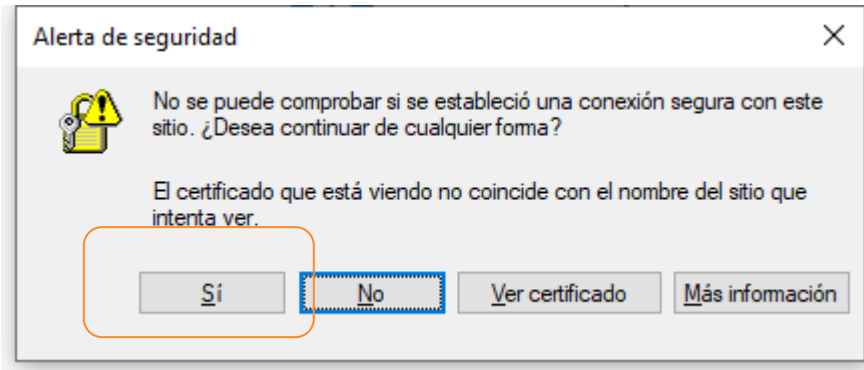 Alerta de seguridad
No se puede comprobar si se estableció una conexión segura con este
sitio. ¿Desea continuar de cualquier forma?
El certificado que está viendo no coincide con el nombre del sitio que
intenta ver.
Sí No Ver certificado Más información